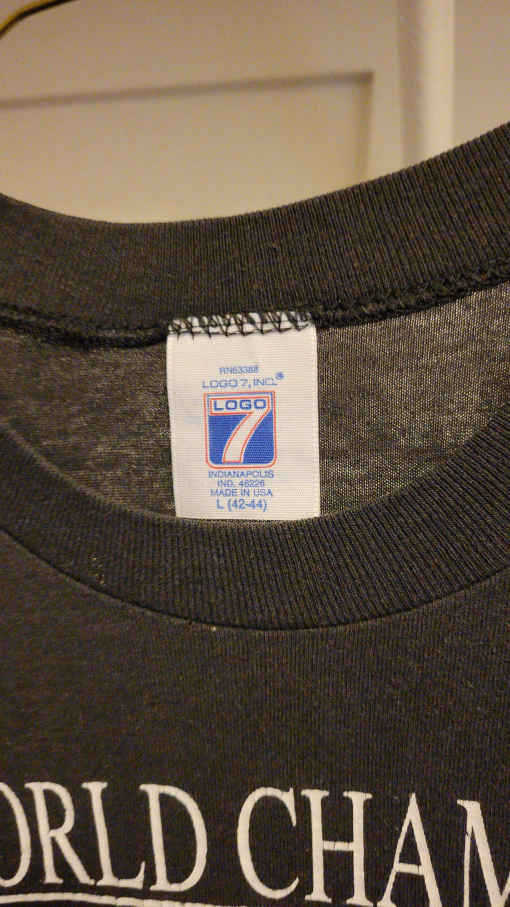 RN63388
LOGO 7, INC.®
LOGO
7
INDIANAPOLIS
IND. 46226
MADE IN USA
L (42-44)
ORLD CHAM